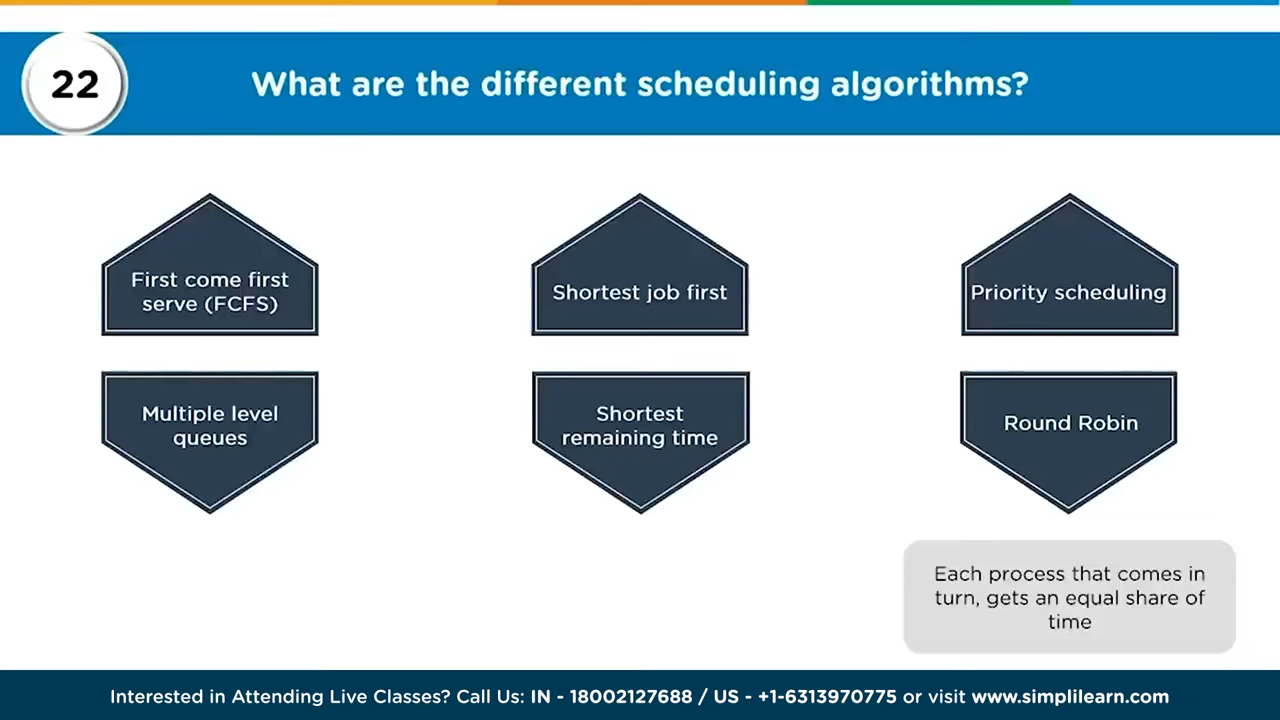 22
What are the different scheduling algorithms?
First come first
serve (FCFS)
Shortest job first
Priority scheduling
Multiple level
queues
Shortest
remaining time
Round Robin
Each process that comes in
turn, gets an equal share of
time
Interested in Attending Live Classes? Call Us: IN - 18002127688 / US - +1-6313970775 or visit www.simplilearn.com